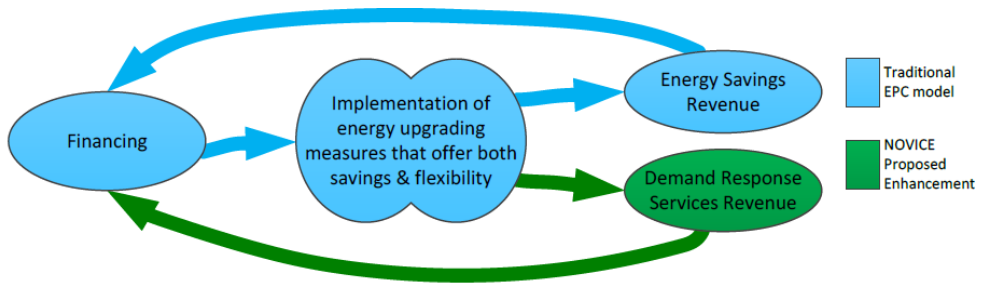 Financing
Implementation of
energy upgrading
measures that offer both
savings & flexibility
Energy Savings
Revenue
Demand Response
Services Revenue
Traditional
EPC model
NOVICE
Proposed
Enhancement